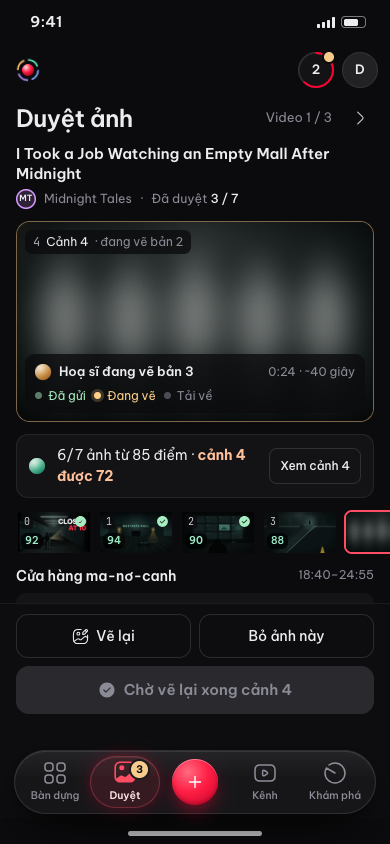 9:41
2
D
Duyệt ảnh
Video 1 / 3
I Took a Job Watching an Empty Mall After
Midnight
MT Midnight Tales · Đã duyệt 3 / 7
4 Cảnh 4 · đang vẽ bản 2
Hoạ sĩ đang vẽ bản 3
0:24 · ~40 giây
Đã gửi Đang vẽ Tải về
6/7 ảnh từ 85 điểm · cảnh 4
được 72
Xem cảnh 4
0 92
1 94
2 90
3 88
Cửa hàng ma-nơ-canh
18:40–24:55
Vẽ lại
Bỏ ảnh này
Chờ vẽ lại xong cảnh 4
3
Bàn dựng
Duyệt
Kênh
Khám phá